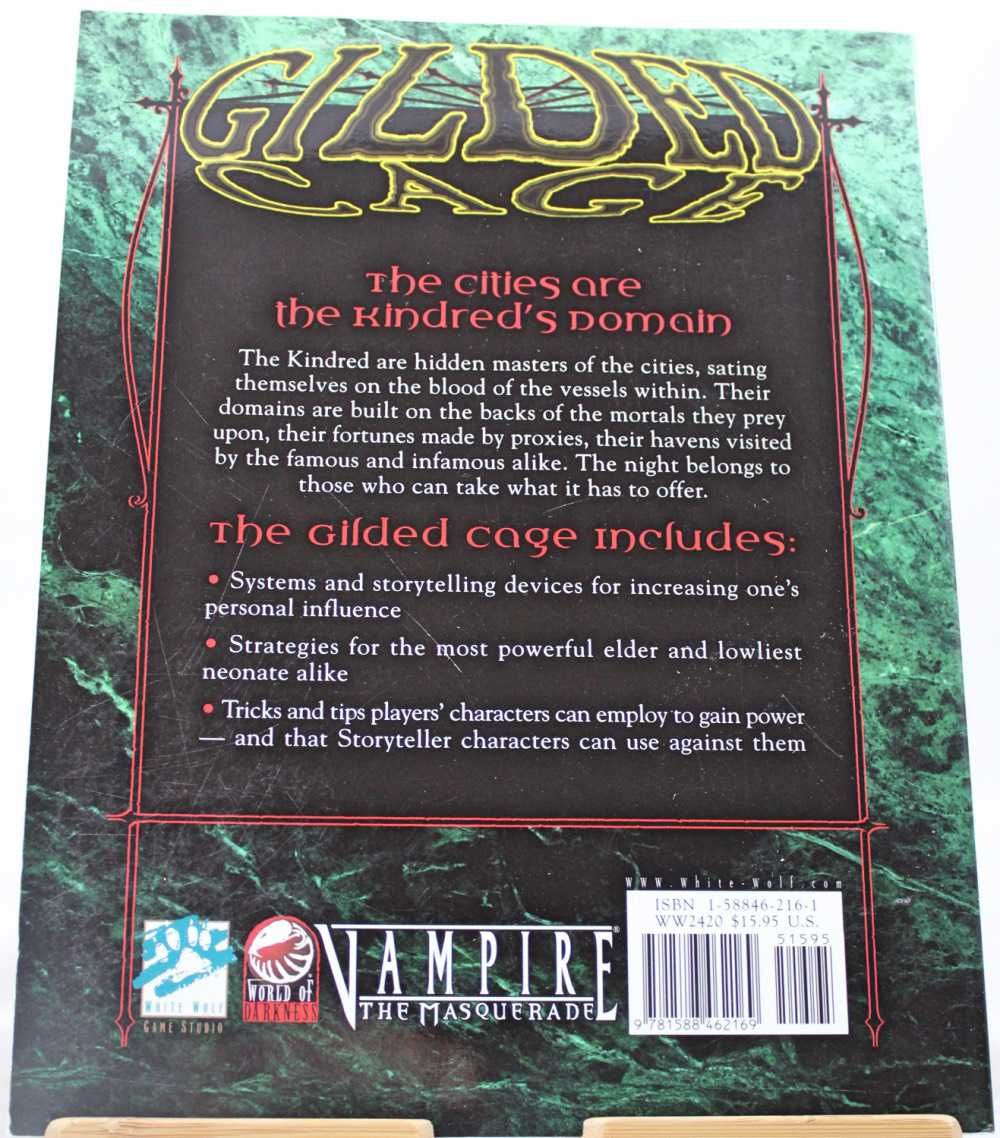 GILDED
CAGE
The Cities are
the Kindred's Domain
The Kindred are hidden masters of the cities, sating
themselves on the blood of the vessels within. Their
domains are built on the backs of the mortals they prey
upon, their fortunes made by proxies, their havens visited
by the famous and infamous alike. The night belongs to
those who can take what it has to offer.
The Gilded Cage Includes:
• Systems and storytelling devices for increasing one's
personal influence
• Strategies for the most powerful elder and lowliest
neonate alike
• Tricks and tips players' characters can employ to gain power
— and that Storyteller characters can use against them
www.white-wolf.com
ISBN 1-58846-216-1
WW2420 $15.95 U.S.
51595
9 781588 462169
WHITE WOLF
GAME STUDIO
WORLD OF
DARKNESS
VAMPIRE®
THE MASQUERADE